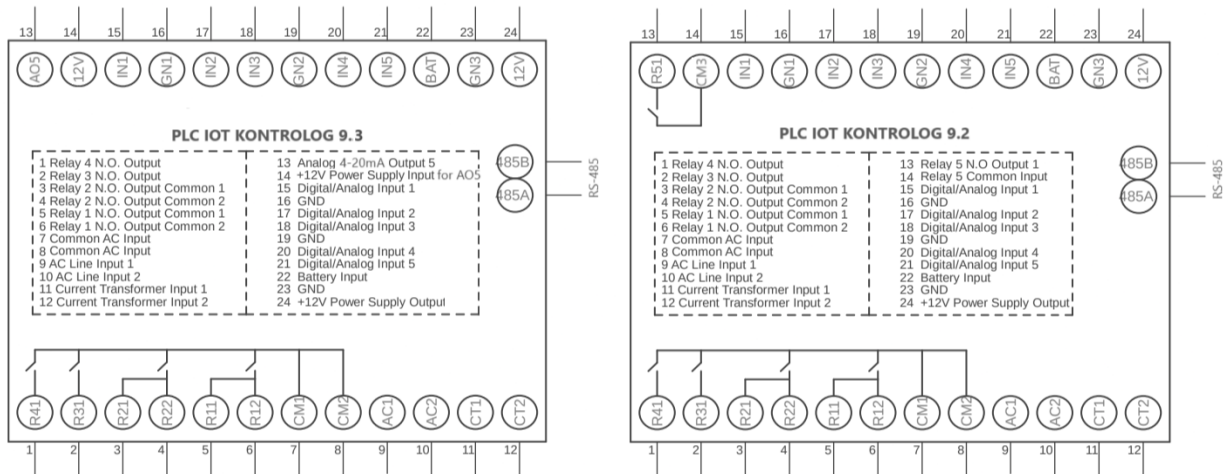 13 14 15 16 17 18 19 20 21 22 23 24
AO5 12V IN1 GN1 IN2 IN3 GN2 IN4 IN5 BAT GN3 12V
PLC IOT KONTROLOG 9.3
1 Relay 4 N.O. Output
2 Relay 3 N.O. Output
3 Relay 2 N.O. Output Common 1
4 Relay 2 N.O. Output Common 2
5 Relay 1 N.O. Output Common 1
6 Relay 1 N.O. Output Common 2
7 Common AC Input
8 Common AC Input
9 AC Line Input 1
10 AC Line Input 2
11 Current Transformer Input 1
12 Current Transformer Input 2
13 Analog 4-20mA Output 5
14 +12V Power Supply Input for AO5
15 Digital/Analog Input 1
16 GND
17 Digital/Analog Input 2
18 Digital/Analog Input 3
19 GND
20 Digital/Analog Input 4
21 Digital/Analog Input 5
22 Battery Input
23 GND
24 +12V Power Supply Output
485B
485A
RS-485
R41 R31 R21 R22 R11 R12 CM1 CM2 AC1 AC2 CT1 CT2
1 2 3 4 5 6 7 8 9 10 11 12
13 14 15 16 17 18 19 20 21 22 23 24
R51 CM3 IN1 GN1 IN2 IN3 GN2 IN4 IN5 BAT GN3 12V
PLC IOT KONTROLOG 9.2
1 Relay 4 N.O. Output
2 Relay 3 N.O. Output
3 Relay 2 N.O. Output Common 1
4 Relay 2 N.O. Output Common 2
5 Relay 1 N.O. Output Common 1
6 Relay 1 N.O. Output Common 2
7 Common AC Input
8 Common AC Input
9 AC Line Input 1
10 AC Line Input 2
11 Current Transformer Input 1
12 Current Transformer Input 2
13 Relay 5 N.O Output 1
14 Relay 5 Common Input
15 Digital/Analog Input 1
16 GND
17 Digital/Analog Input 2
18 Digital/Analog Input 3
19 GND
20 Digital/Analog Input 4
21 Digital/Analog Input 5
22 Battery Input
23 GND
24 +12V Power Supply Output
485B
485A
RS-485
R41 R31 R21 R22 R11 R12 CM1 CM2 AC1 AC2 CT1 CT2
1 2 3 4 5 6 7 8 9 10 11 12